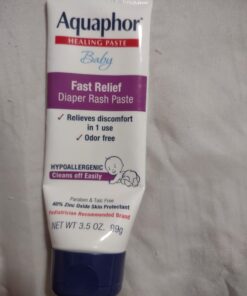 Aquaphor®
HEALING PASTE
Baby
Fast Relief
Diaper Rash Paste
✓ Relieves discomfort
in 1 use
✓ Odor free
HYPOALLERGENIC
Cleans off Easily
Paraben & Talc Free
40% Zinc Oxide Skin Protectant
Pediatrician Recommended Brand
NET WT 3.5 OZ. 99g